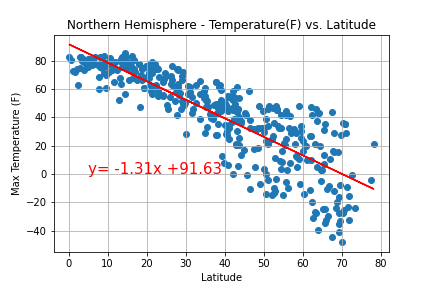 Northern Hemisphere - Temperature(F) vs. Latitude
Max Temperature (F)
80
60
40
20
0
−20
−40
y= -1.31x +91.63
0 10 20 30 40 50 60 70 80
Latitude